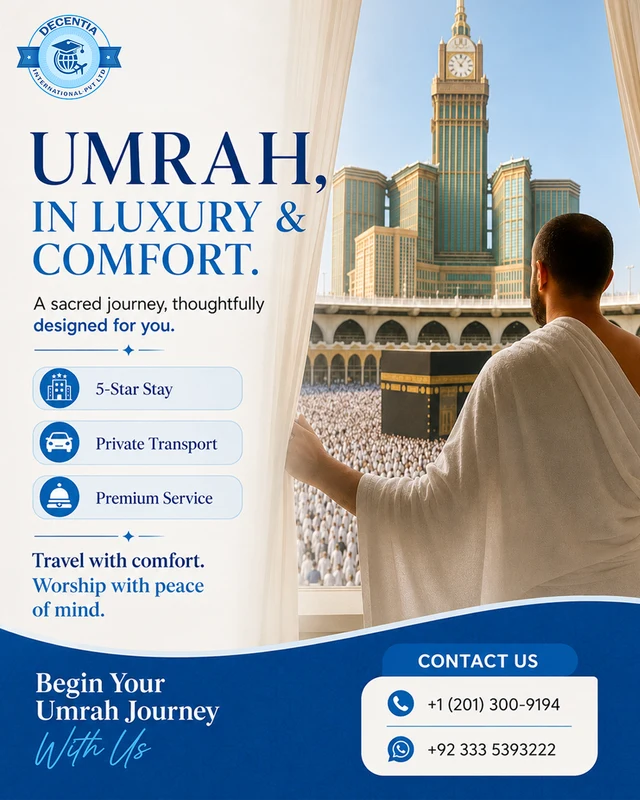 DECENTIA
INTERNATIONAL PVT LTD
UMRAH,
IN LUXURY &
COMFORT.
A sacred journey, thoughtfully
designed for you.
5-Star Stay
Private Transport
Premium Service
Travel with comfort.
Worship with peace
of mind.
Begin Your
Umrah Journey
With Us
CONTACT US
+1 (201) 300-9194
+92 333 5393222